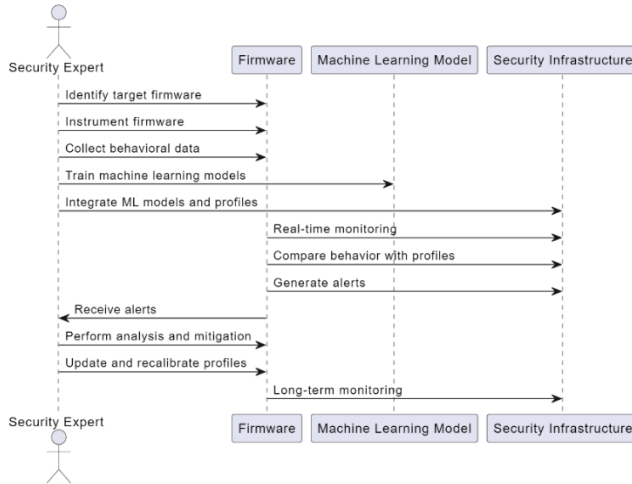 Security Expert
Firmware
Machine Learning Model
Security Infrastructure
Identify target firmware
Instrument firmware
Collect behavioral data
Train machine learning models
Integrate ML models and profiles
Real-time monitoring
Compare behavior with profiles
Generate alerts
Receive alerts
Perform analysis and mitigation
Update and recalibrate profiles
Long-term monitoring
Security Expert
Firmware
Machine Learning Model
Security Infrastructure